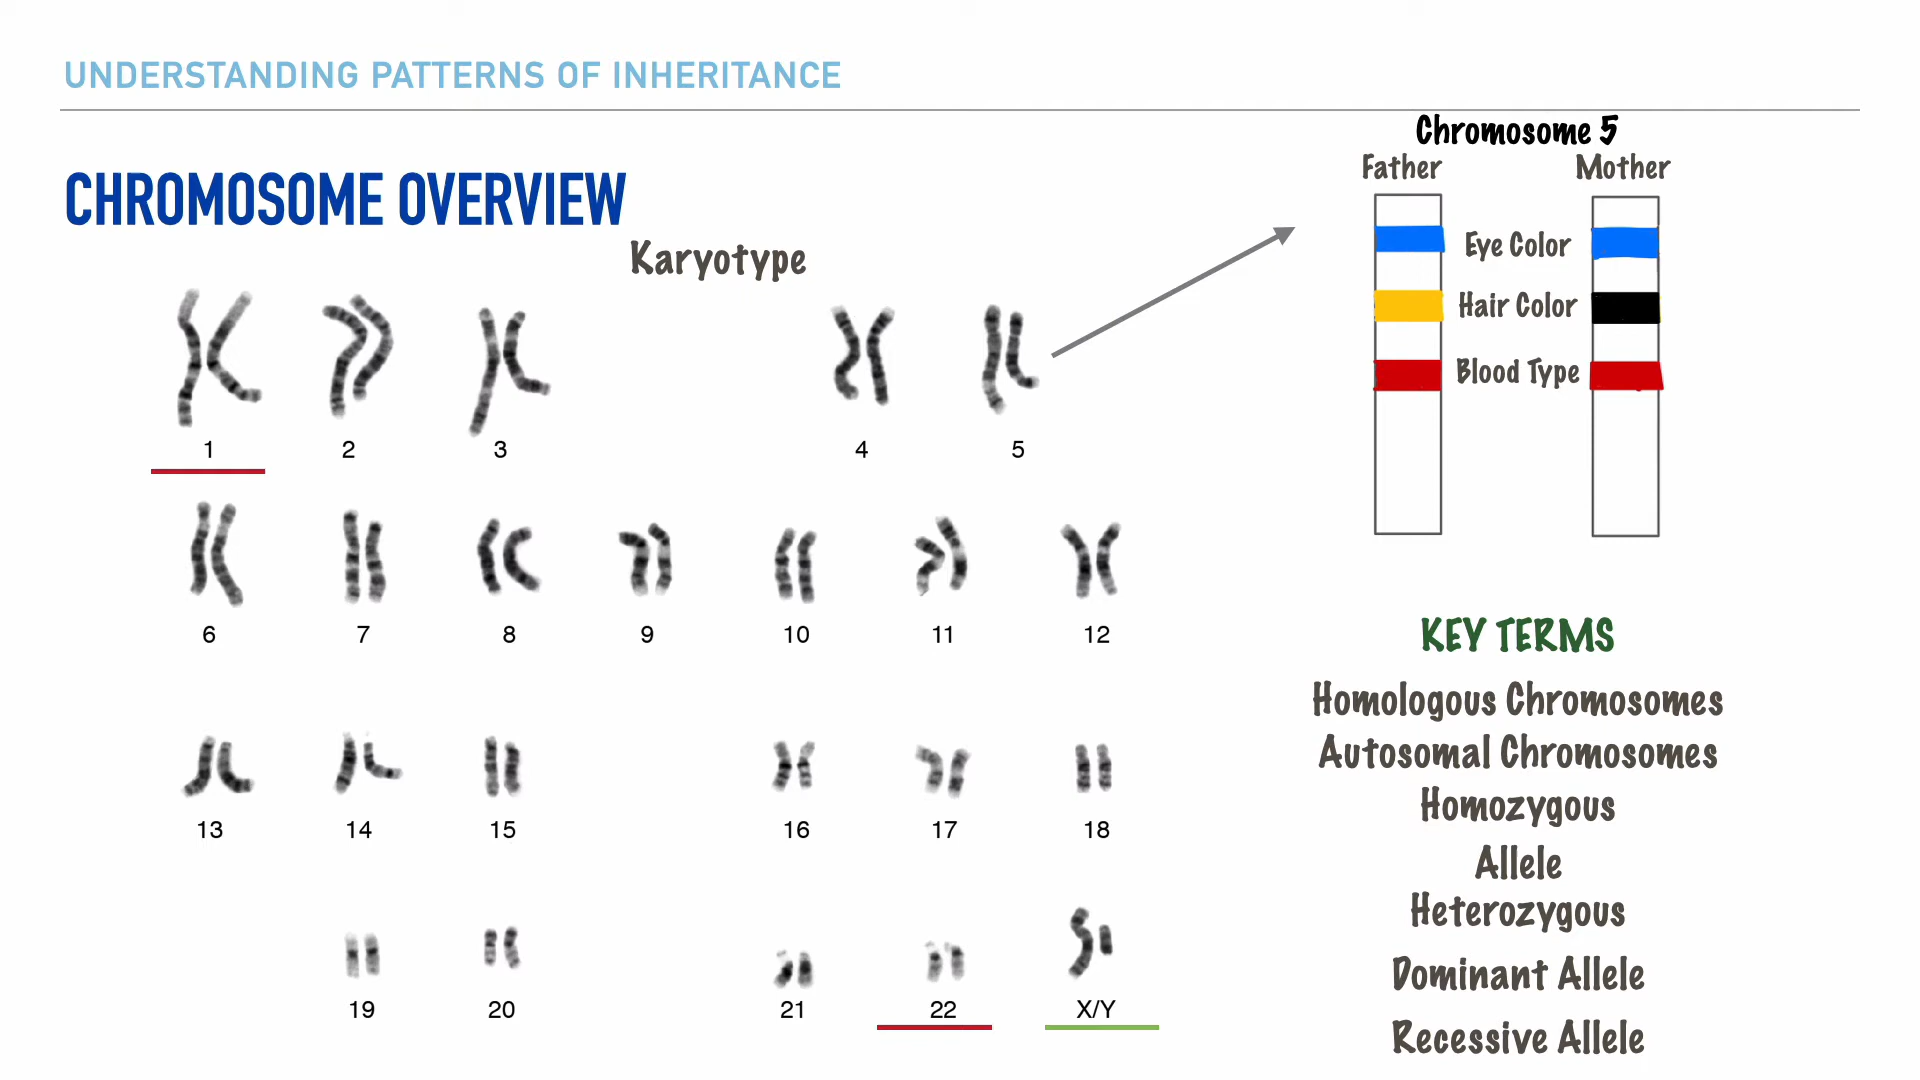 UNDERSTANDING PATTERNS OF INHERITANCE
CHROMOSOME OVERVIEW
Karyotype
1 2 3 4 5
6 7 8 9 10 11 12
13 14 15 16 17 18
19 20 21 22 X/Y
Chromosome 5
Father Mother
Eye Color
Hair Color
Blood Type
KEY TERMS
Homologous Chromosomes
Autosomal Chromosomes
Homozygous
Allele
Heterozygous
Dominant Allele
Recessive Allele